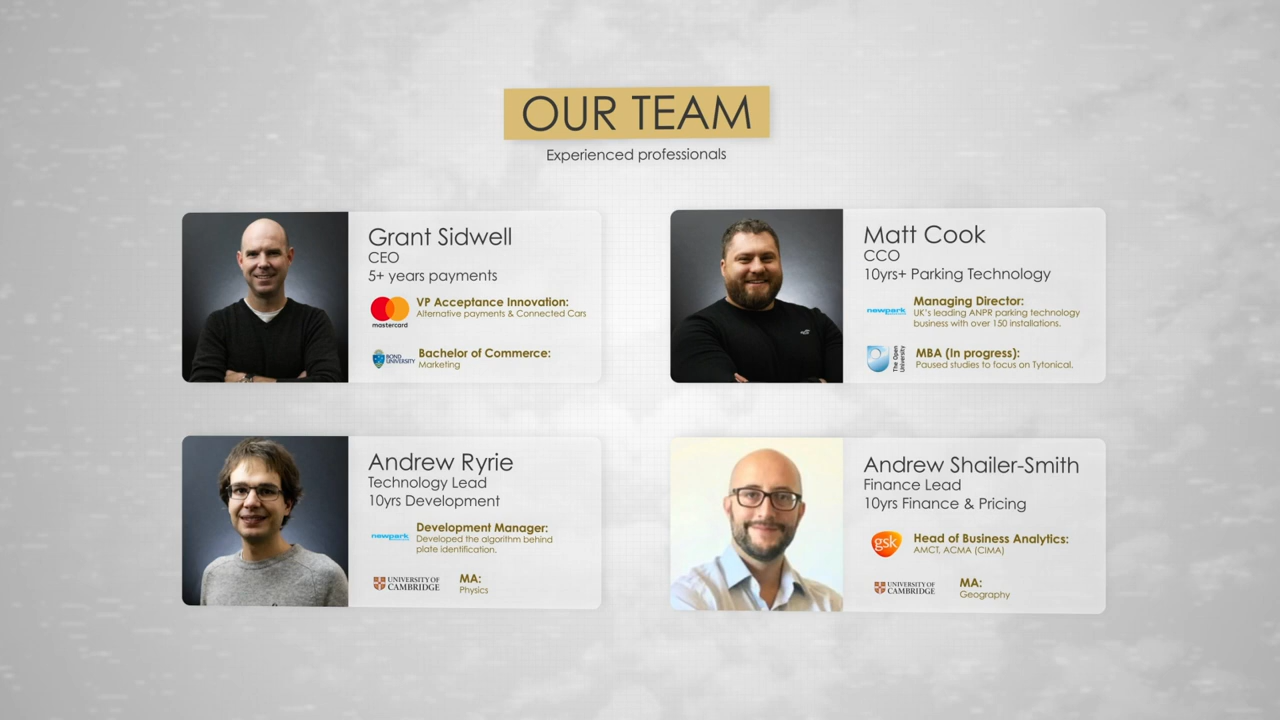 OUR TEAM
Experienced professionals
Grant Sidwell
CEO
5+ years payments
mastercard
VP Acceptance Innovation:
Alternative payments & Connected Cars
BOND
UNIVERSITY
Bachelor of Commerce:
Marketing
Matt Cook
CCO
10yrs+ Parking Technology
newpark
Managing Director:
UK's leading ANPR parking technology
business with over 150 installations.
The Open
University
MBA (In progress):
Paused studies to focus on Tytonical.
Andrew Ryrie
Technology Lead
10yrs Development
newpark
Development Manager:
Developed the algorithm behind
plate identification.
UNIVERSITY OF
CAMBRIDGE
MA:
Physics
Andrew Shailer-Smith
Finance Lead
10yrs Finance & Pricing
gsk
Head of Business Analytics:
AMCT, ACMA (CIMA)
UNIVERSITY OF
CAMBRIDGE
MA:
Geography